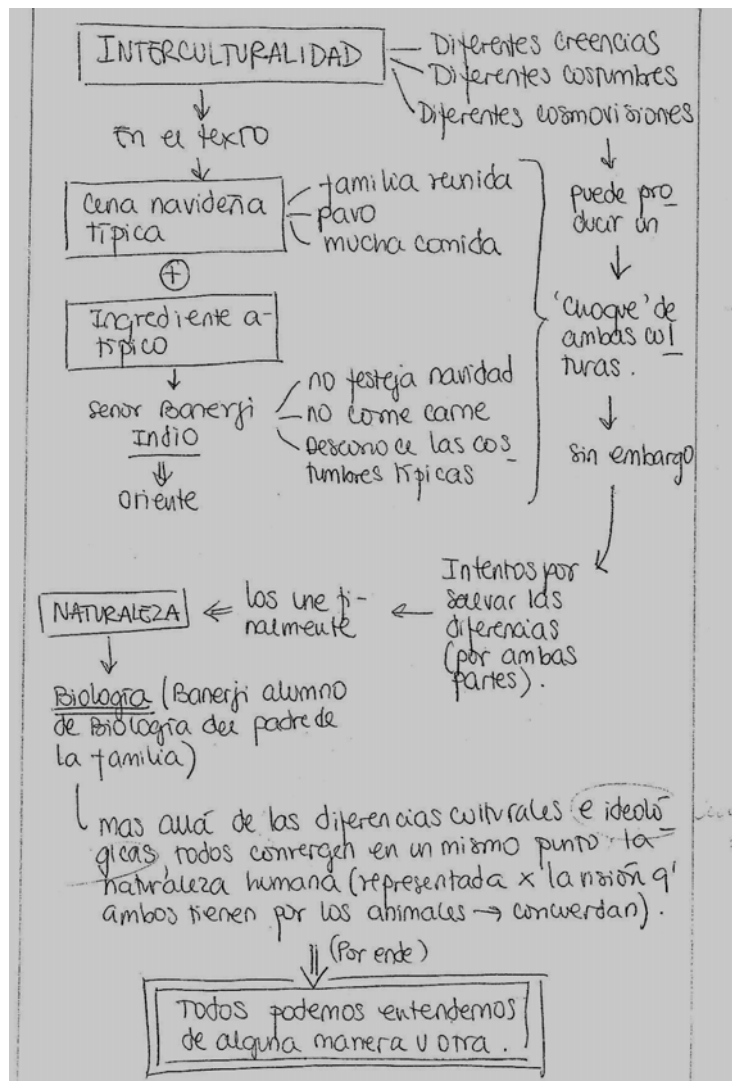 INTERCULTURALIDAD
Diferentes creencias
Diferentes costumbres
Diferentes cosmovisiones
En el texto
Cena navideña
típica
familia reunida
pavo
mucha comida
+
Ingrediente a-
típico
señor Banerji
Indio
Oriente
no festeja navidad
no come carne
Desconoce las cos
tumbres típicas
puede pro
ducir un
'choque' de
ambas cul
turas.
sin embargo
Intentos por
salvar las
diferencias
(por ambas
partes).
los une fi-
nalmente
NATURALEZA
Biología (Banerji alumno
de Biología del padre de
la familia)
mas allá de las diferencias culturales e ideoló
gicas todos convergen en un mismo punto la
naturaleza humana (representada x la visión q'
ambos tienen por los animales → concuerdan).
(Por ende)
Todos podemos entendernos
de alguna manera u otra.